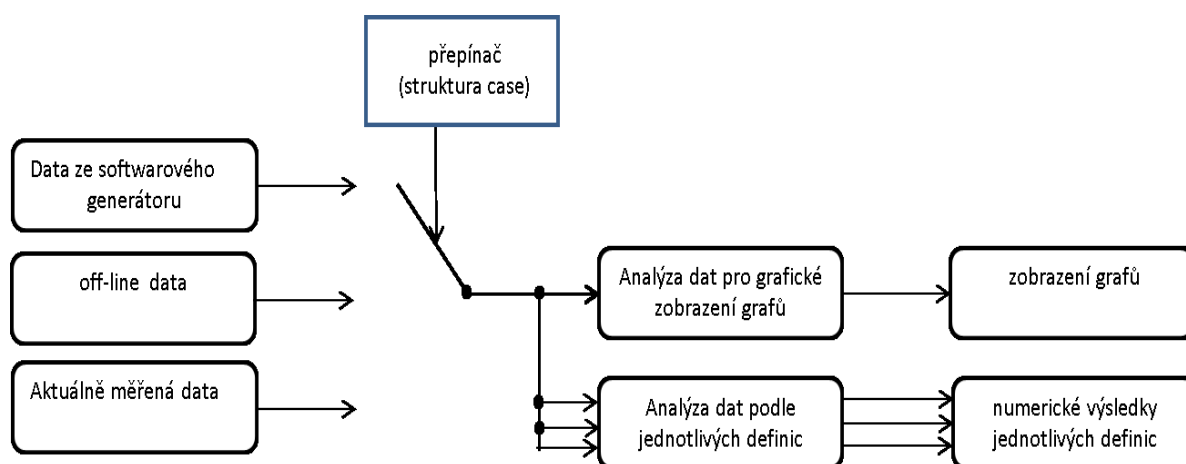 přepínač
(struktura case)
Data ze softwarového
generátoru
off-line data
Aktuálně měřená data
Analýza dat pro grafické
zobrazení grafů
zobrazení grafů
Analýza dat podle
jednotlivých definic
numerické výsledky
jednotlivých definic